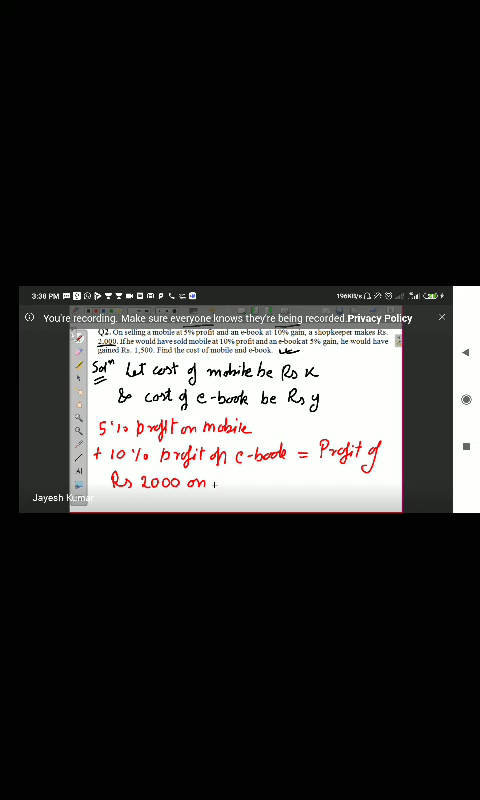 3:38 PM
196KB/s
You're recording. Make sure everyone knows they're being recorded.Privacy Policy
Q2. On selling a mobile at 5% profit and an e-book at 10% gain, a shopkeeper makes Rs.
2,000. If he would have sold mobile at 10% profit and an e-book at 5% gain, he would have
gained Rs. 1,500. Find the cost of mobile and e-book.
Solⁿ Let cost of mobile be Rs x
& cost of e-book be Rs y
5% profit on mobile
+ 10% profit on e-book = Profit of
Rs 2000 on
Jayesh Kumar